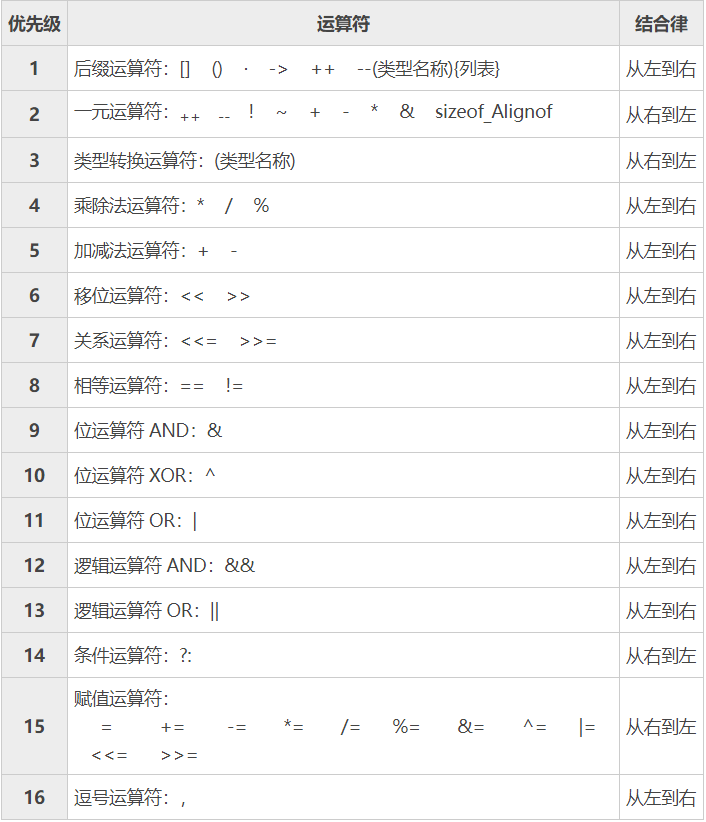 优先级 运算符 结合律
1 后缀运算符：[] () · -> ++ --(类型名称){列表} 从左到右
2 一元运算符：++ -- ! ~ + - * & sizeof_Alignof 从右到左
3 类型转换运算符：(类型名称) 从右到左
4 乘除法运算符：* / % 从左到右
5 加减法运算符：+ - 从左到右
6 移位运算符：<< >> 从左到右
7 关系运算符：<<= >>= 从左到右
8 相等运算符：== != 从左到右
9 位运算符 AND：& 从左到右
10 位运算符 XOR：^ 从左到右
11 位运算符 OR：| 从左到右
12 逻辑运算符 AND：&& 从左到右
13 逻辑运算符 OR：|| 从左到右
14 条件运算符：?: 从右到左
15 赋值运算符：
= += -= *= /= %= &= ^= |= 从右到左
<<= >>=
16 逗号运算符：, 从左到右